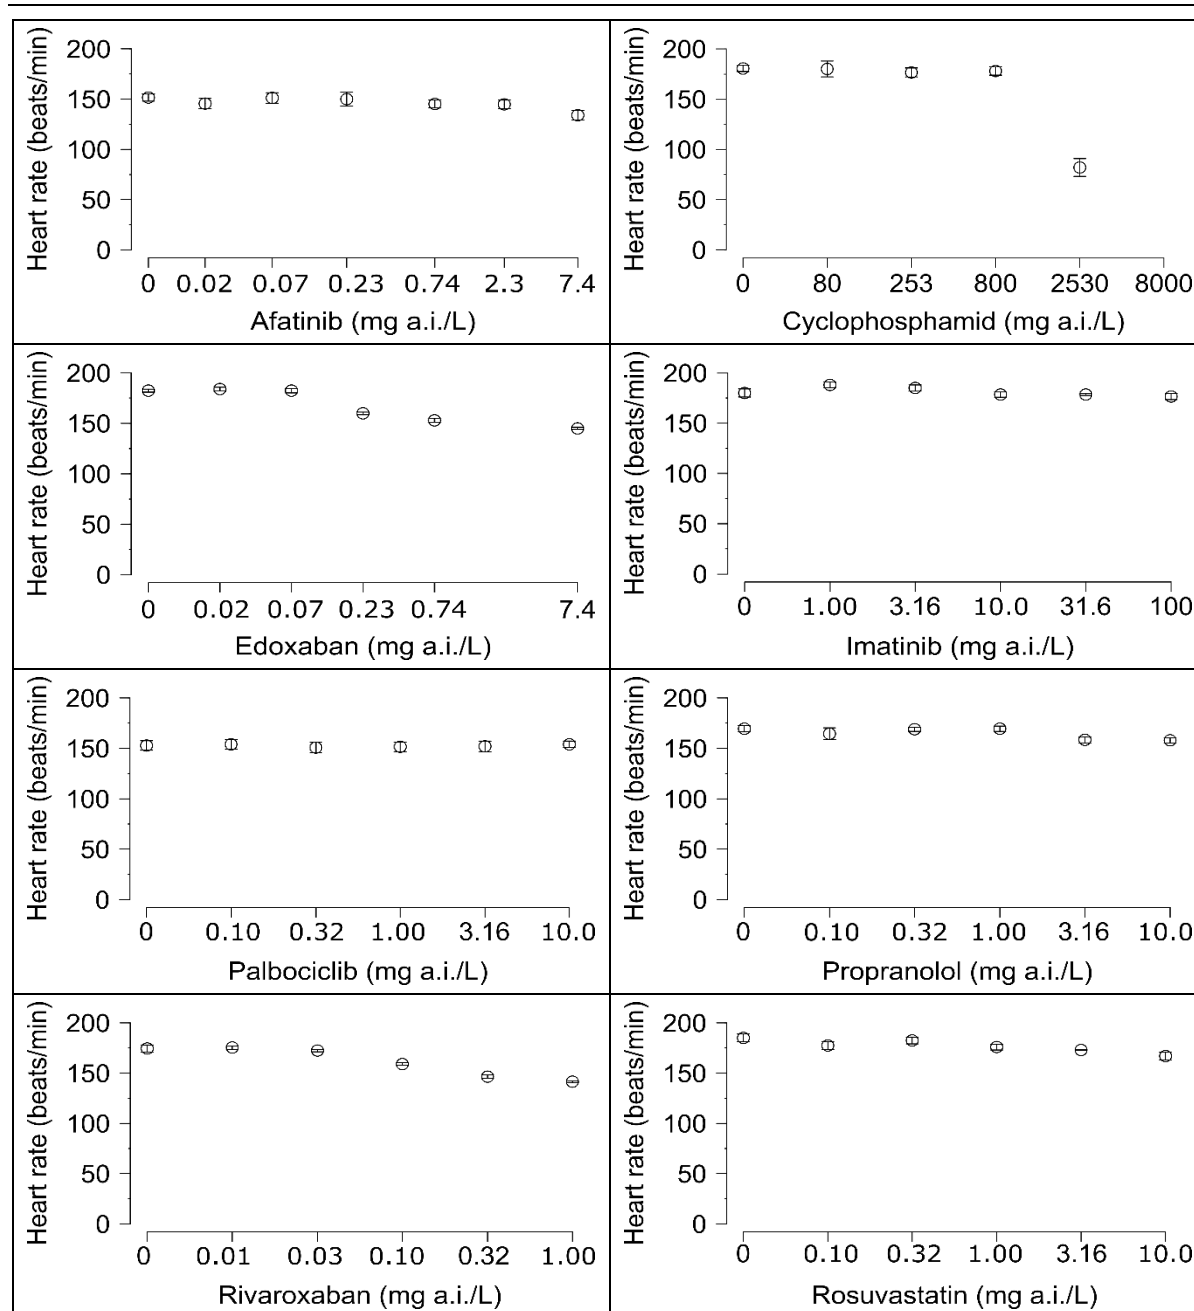 Heart rate (beats/min)
200
150
100
50
0
0 0.02 0.07 0.23 0.74 2.3 7.4
Afatinib (mg a.i./L)
Heart rate (beats/min)
200
150
100
50
0
0 80 253 800 2530 8000
Cyclophosphamid (mg a.i./L)
Heart rate (beats/min)
200
150
100
50
0
0 0.02 0.07 0.23 0.74 7.4
Edoxaban (mg a.i./L)
Heart rate (beats/min)
200
150
100
50
0
0 1.00 3.16 10.0 31.6 100
Imatinib (mg a.i./L)
Heart rate (beats/min)
200
150
100
50
0
0 0.10 0.32 1.00 3.16 10.0
Palbociclib (mg a.i./L)
Heart rate (beats/min)
200
150
100
50
0
0 0.10 0.32 1.00 3.16 10.0
Propranolol (mg a.i./L)
Heart rate (beats/min)
200
150
100
50
0
0 0.01 0.03 0.10 0.32 1.00
Rivaroxaban (mg a.i./L)
Heart rate (beats/min)
200
150
100
50
0
0 0.10 0.32 1.00 3.16 10.0
Rosuvastatin (mg a.i./L)